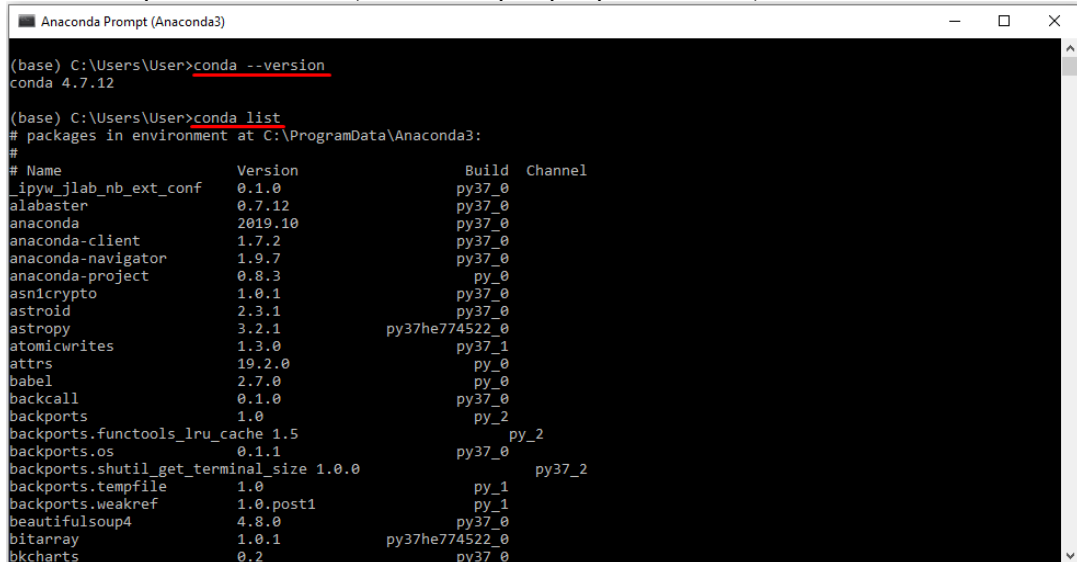 Anaconda Prompt (Anaconda3)
(base) C:\Users\User>conda --version
conda 4.7.12
(base) C:\Users\User>conda list
# packages in environment at C:\ProgramData\Anaconda3:
#
# Name Version Build Channel
_ipyw_jlab_nb_ext_conf 0.1.0 py37_0
alabaster 0.7.12 py37_0
anaconda 2019.10 py37_0
anaconda-client 1.7.2 py37_0
anaconda-navigator 1.9.7 py37_0
anaconda-project 0.8.3 py_0
asn1crypto 1.0.1 py37_0
astroid 2.3.1 py37_0
astropy 3.2.1 py37he774522_0
atomicwrites 1.3.0 py37_1
attrs 19.2.0 py_0
babel 2.7.0 py_0
backcall 0.1.0 py37_0
backports 1.0 py_2
backports.functools_lru_cache 1.5 py_2
backports.os 0.1.1 py37_0
backports.shutil_get_terminal_size 1.0.0 py37_2
backports.tempfile 1.0 py_1
backports.weakref 1.0.post1 py_1
beautifulsoup4 4.8.0 py37_0
bitarray 1.0.1 py37he774522_0
bkcharts 0.2 py37_0